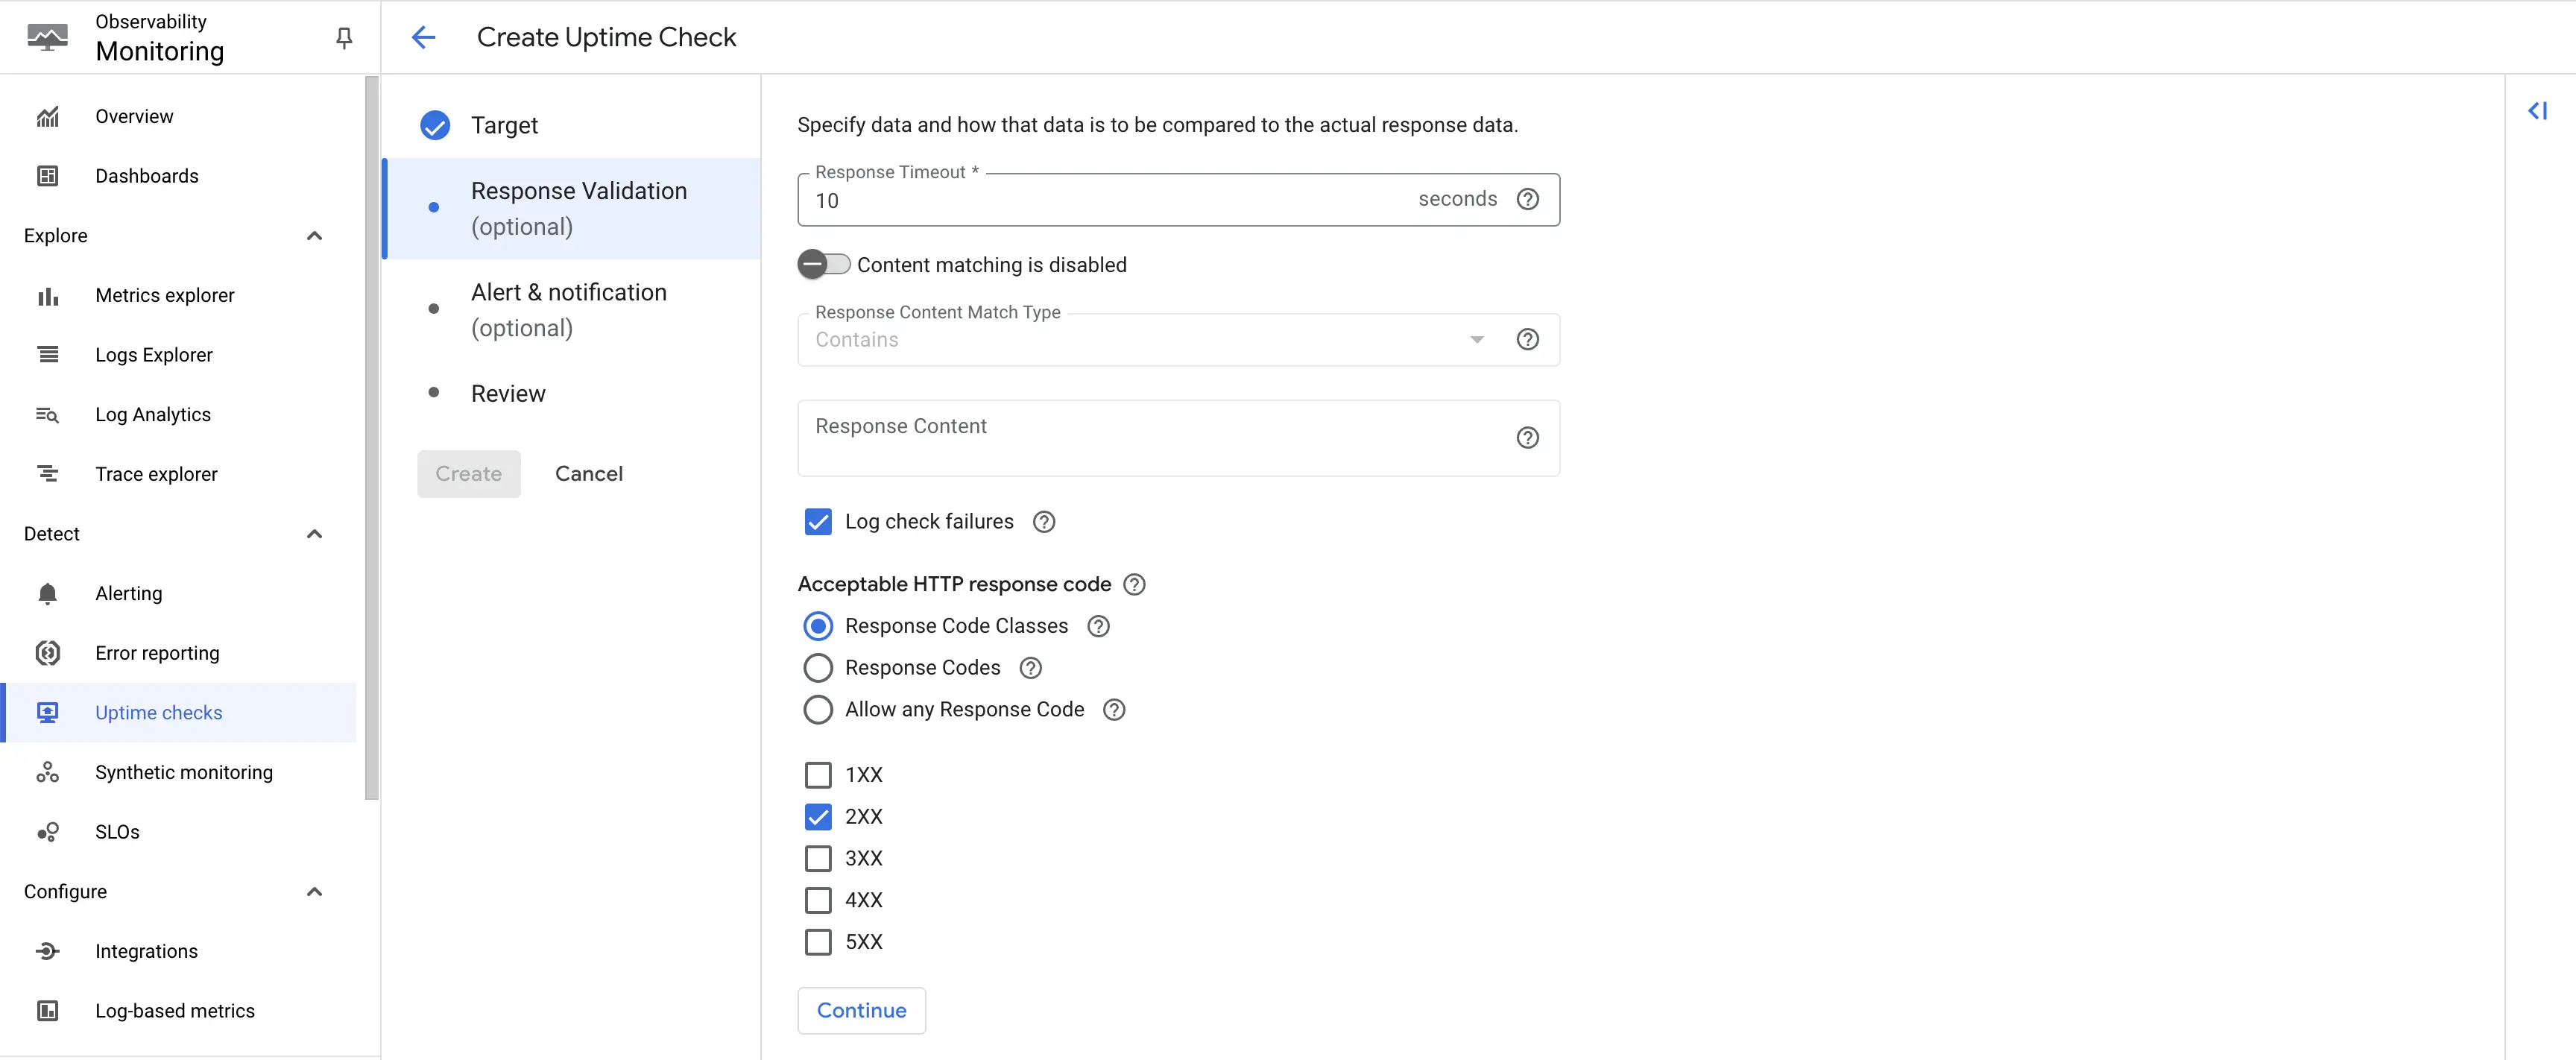 Observability
Monitoring
Create Uptime Check
Overview
Dashboards
Explore
Metrics explorer
Logs Explorer
Log Analytics
Trace explorer
Detect
Alerting
Error reporting
Uptime checks
Synthetic monitoring
SLOs
Configure
Integrations
Log-based metrics
Target
Response Validation
(optional)
Alert & notification
(optional)
Review
Create Cancel
Specify data and how that data is to be compared to the actual response data.
Response Timeout *
10 seconds
Content matching is disabled
Response Content Match Type
Contains
Response Content
Log check failures
Acceptable HTTP response code
Response Code Classes
Response Codes
Allow any Response Code
1XX
2XX
3XX
4XX
5XX
Continue